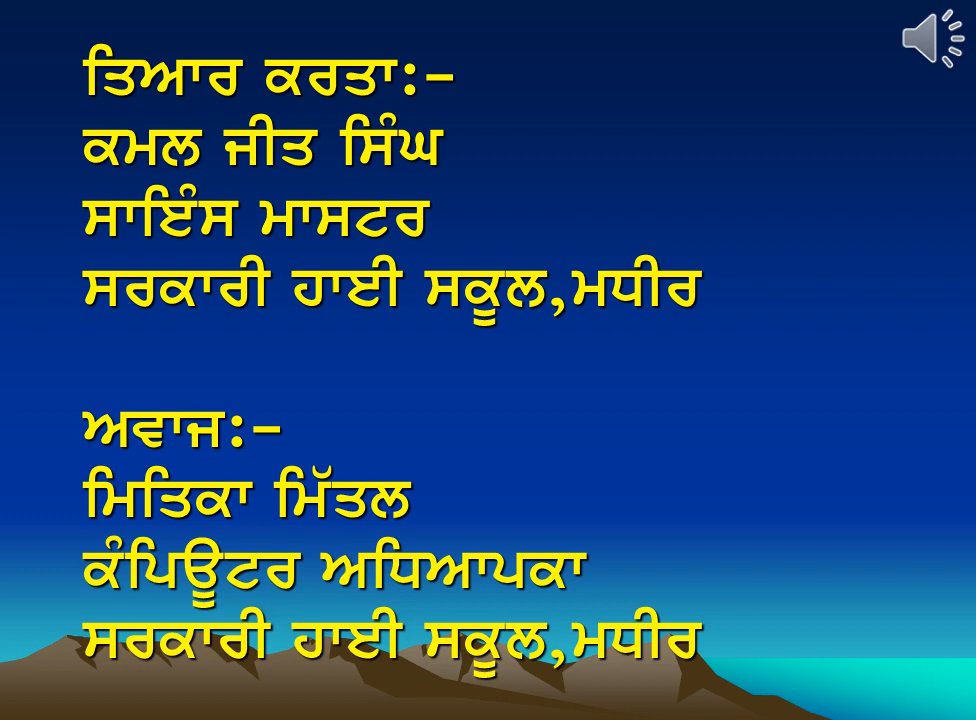 ਤਿਆਰ ਕਰਤਾ:-
ਕਮਲ ਜੀਤ ਸਿੰਘ
ਸਾਇੰਸ ਮਾਸਟਰ
ਸਰਕਾਰੀ ਹਾਈ ਸਕੂਲ,ਮਧੀਰ
ਅਵਾਜ:-
ਮਿਤਿਕਾ ਮਿੱਤਲ
ਕੰਪਿਊਟਰ ਅਧਿਆਪਕਾ
ਸਰਕਾਰੀ ਹਾਈ ਸਕੂਲ,ਮਧੀਰ